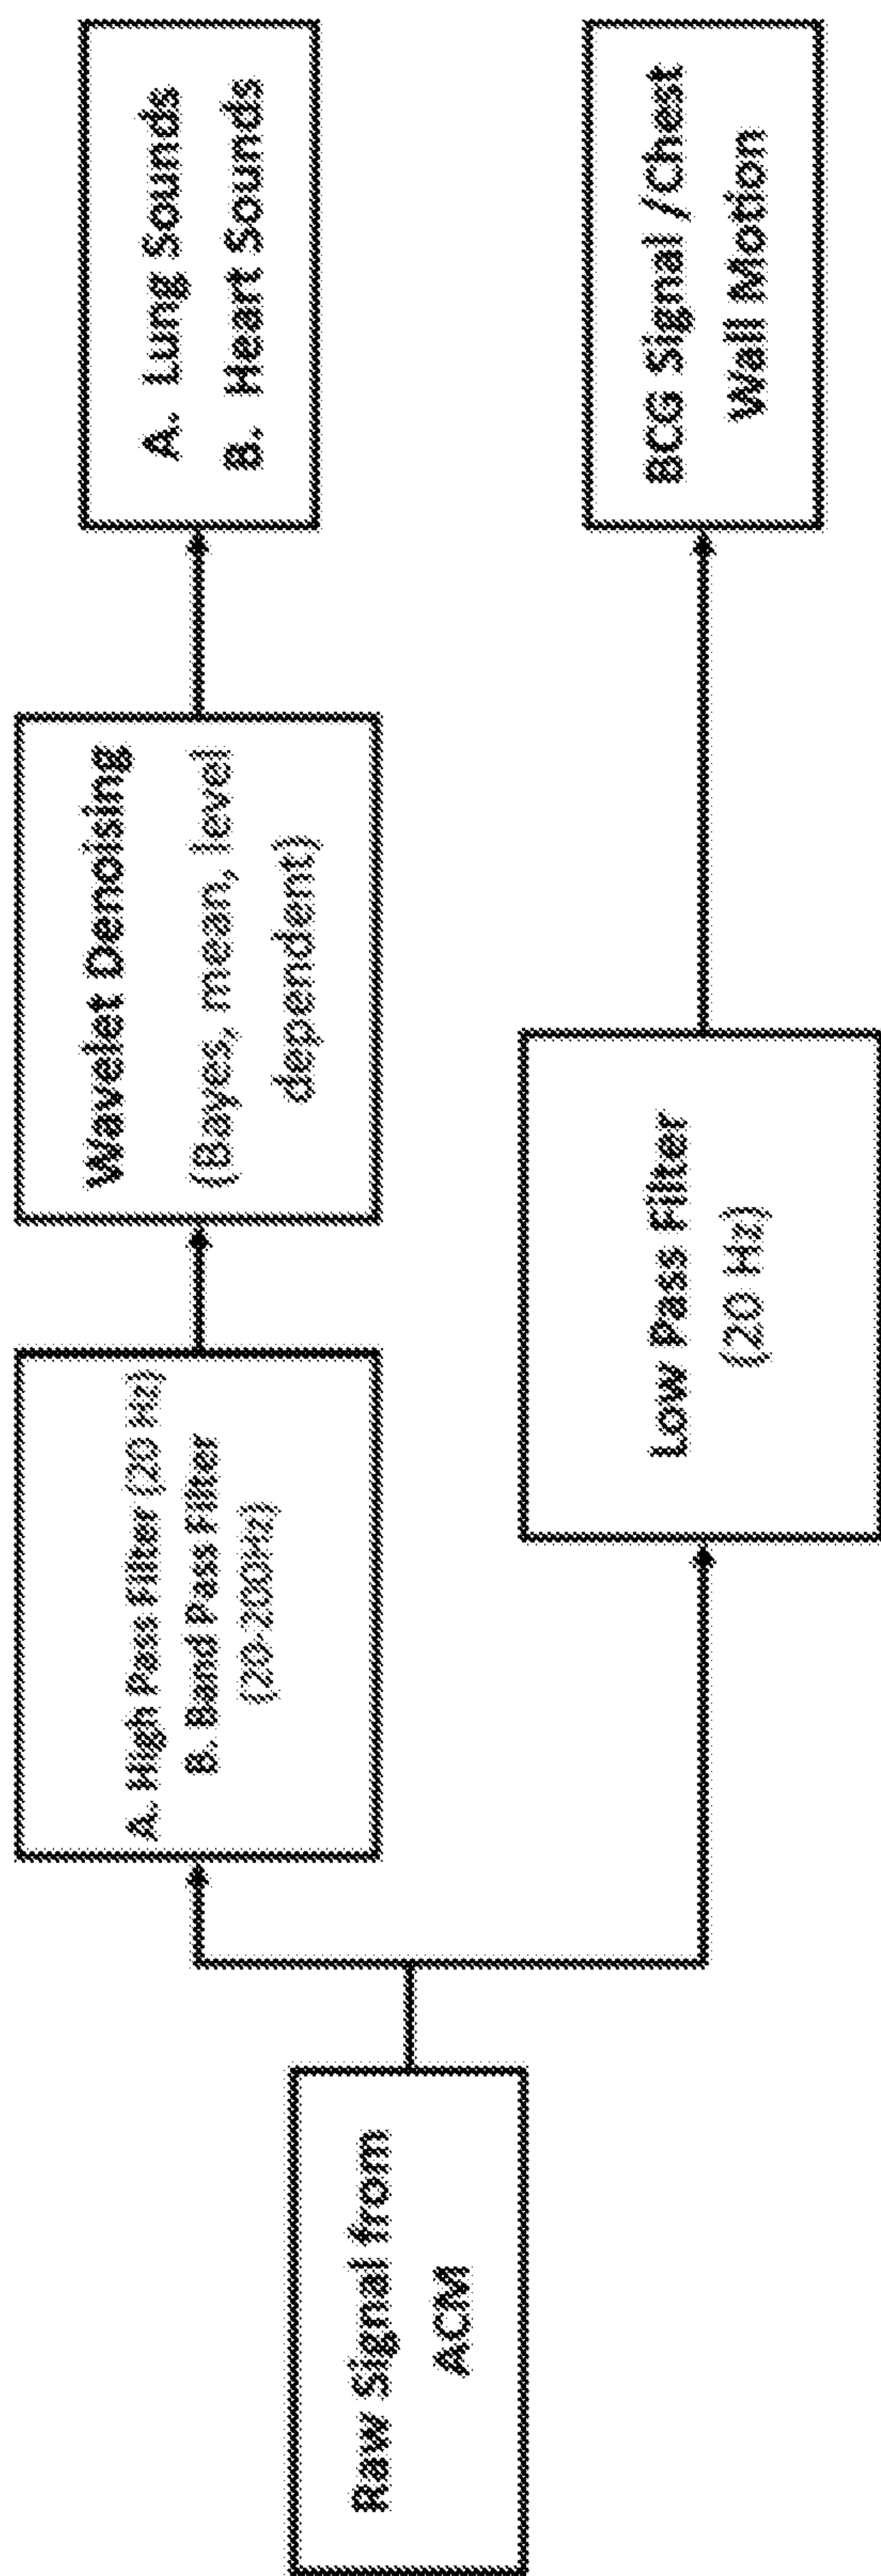 Raw Signal from
ACM
A. High Pass Filter (20 Hz)
B. Band Pass Filter
(20-200Hz)
Wavelet Denoising
(Bayes, mean, level
dependent)
A. Lung Sounds
B. Heart Sounds
Low Pass Filter
(20 Hz)
BCG Signal /chest
Wall Motion